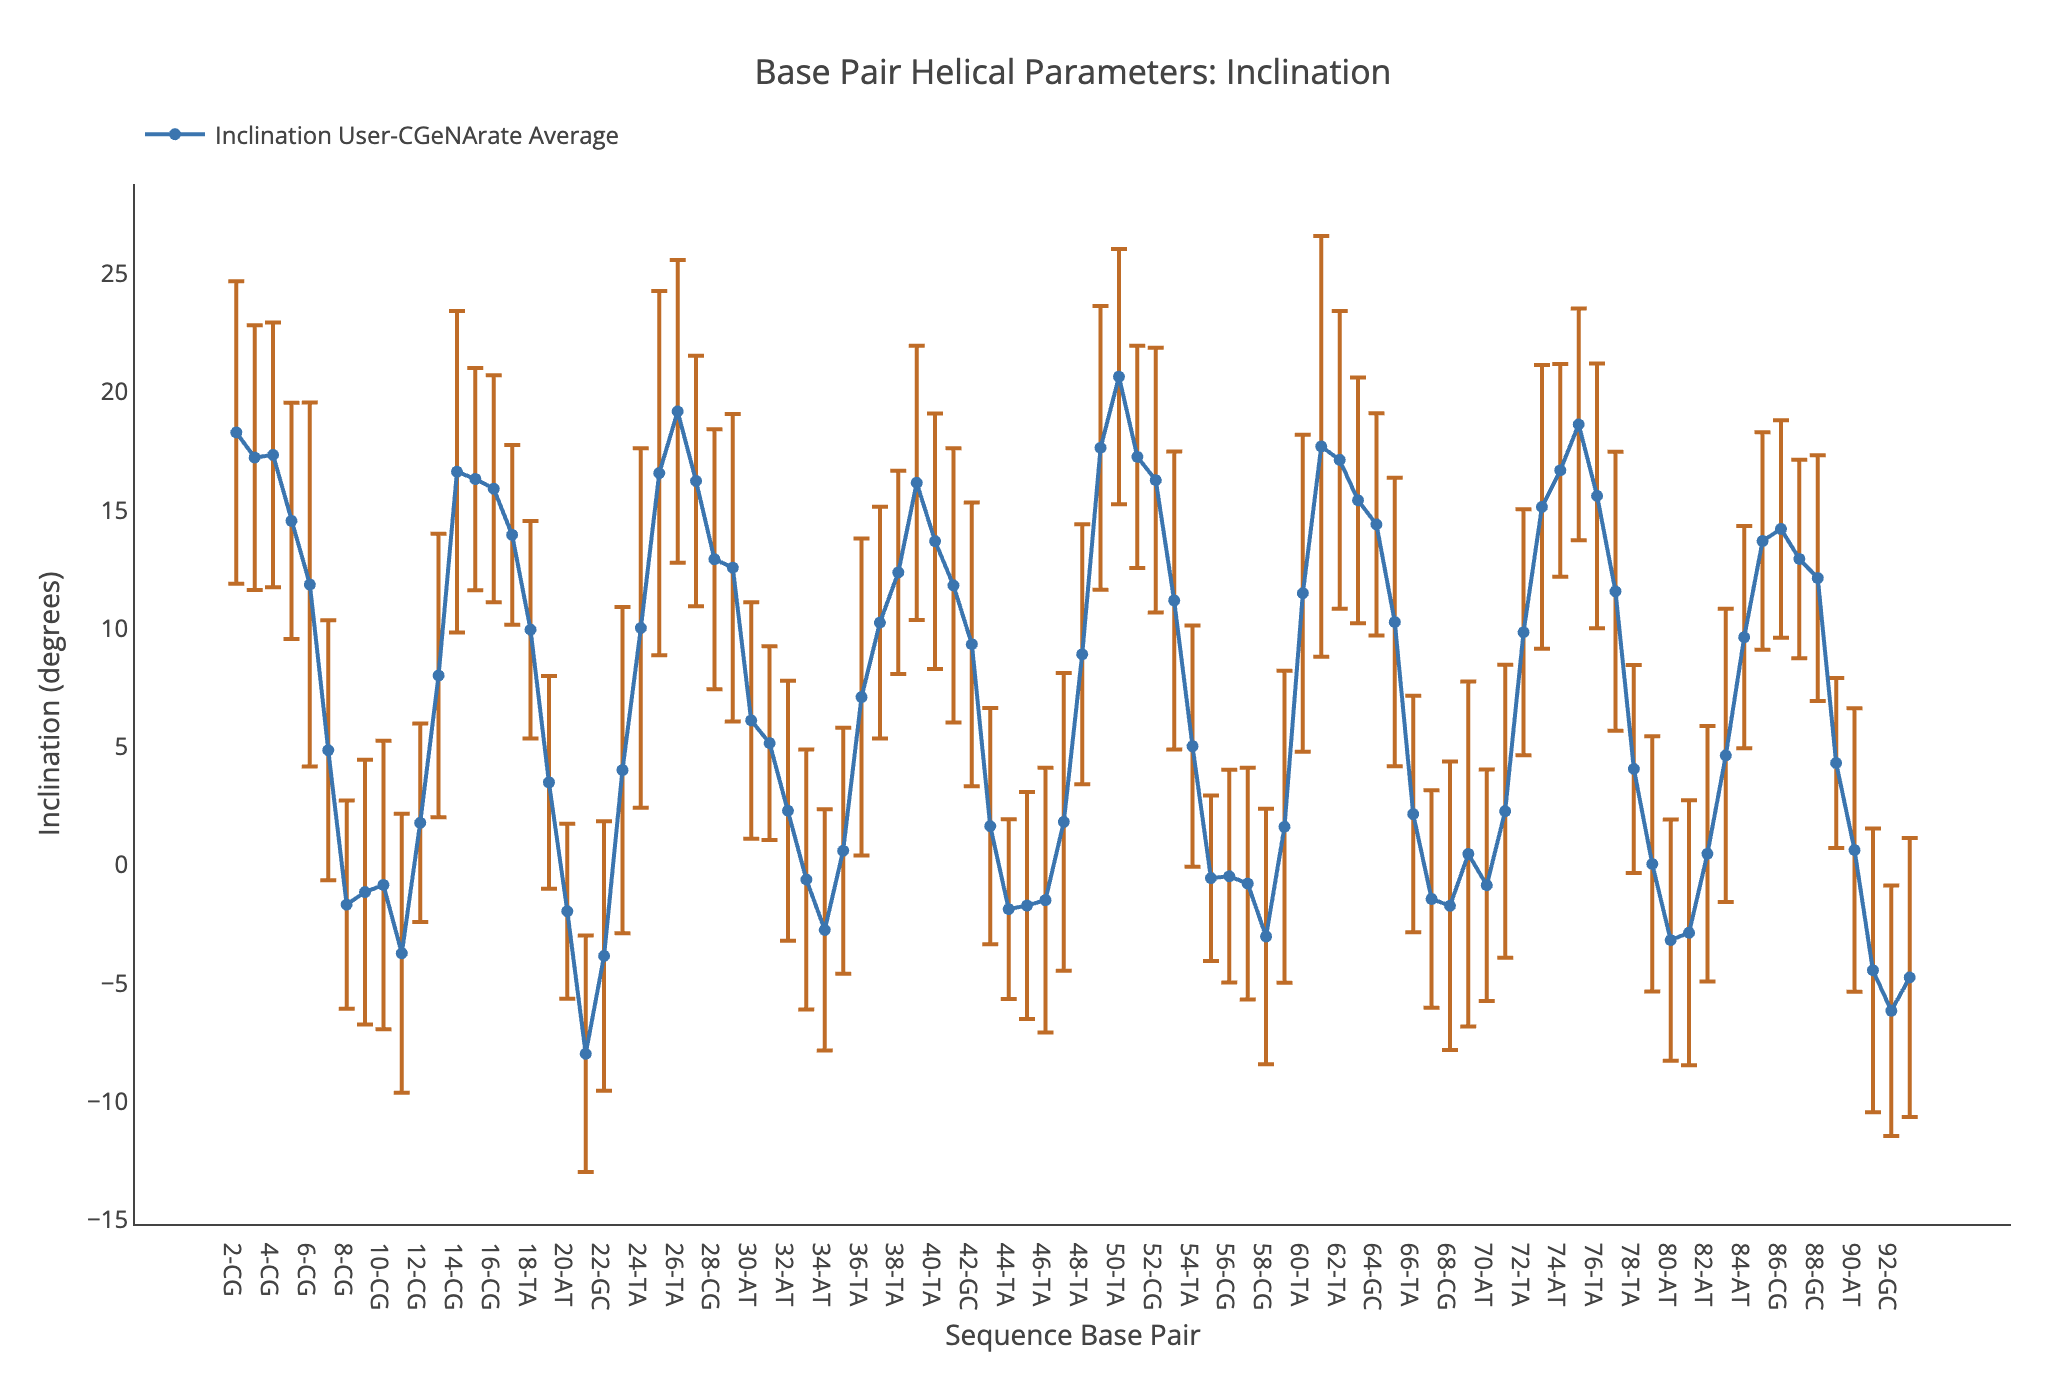 Base Pair Helical Parameters: Inclination
Inclination User-CGeNArate Average
Inclination (degrees)
25
20
15
10
5
0
−5
−10
−15
2-CG
4-CG
6-CG
8-CG
10-CG
12-CG
14-CG
16-CG
18-TA
20-AT
22-GC
24-TA
26-TA
28-CG
30-AT
32-AT
34-AT
36-TA
38-TA
40-TA
42-GC
44-TA
46-TA
48-TA
50-TA
52-CG
54-TA
56-CG
58-CG
60-TA
62-TA
64-GC
66-TA
68-CG
70-AT
72-TA
74-AT
76-TA
78-TA
80-AT
82-AT
84-AT
86-CG
88-GC
90-AT
92-GC
Sequence Base Pair